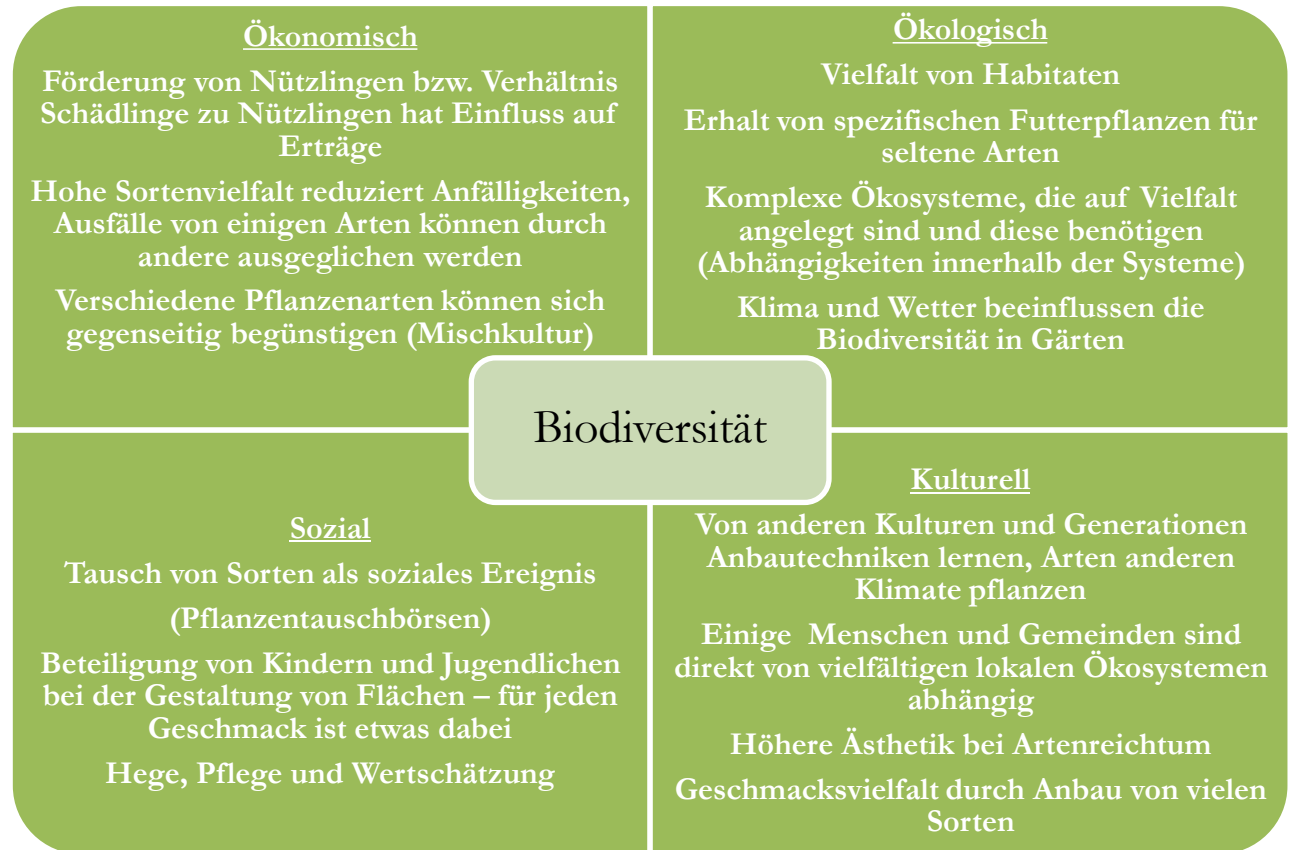 Ökonomisch
Förderung von Nützlingen bzw. Verhältnis
Schädlinge zu Nützlingen hat Einfluss auf
Erträge
Hohe Sortenvielfalt reduziert Anfälligkeiten,
Ausfälle von einigen Arten können durch
andere ausgeglichen werden
Verschiedene Pflanzenarten können sich
gegenseitig begünstigen (Mischkultur)
Ökologisch
Vielfalt von Habitaten
Erhalt von spezifischen Futterpflanzen für
seltene Arten
Komplexe Ökosysteme, die auf Vielfalt
angelegt sind und diese benötigen
(Abhängigkeiten innerhalb der Systeme)
Klima und Wetter beeinflussen die
Biodiversität in Gärten
Biodiversität
Sozial
Tausch von Sorten als soziales Ereignis
(Pflanzentauschbörsen)
Beteiligung von Kindern und Jugendlichen
bei der Gestaltung von Flächen – für jeden
Geschmack ist etwas dabei
Hege, Pflege und Wertschätzung
Kulturell
Von anderen Kulturen und Generationen
Anbautechniken lernen, Arten anderen
Klimate pflanzen
Einige Menschen und Gemeinden sind
direkt von vielfältigen lokalen Ökosystemen
abhängig
Höhere Ästhetik bei Artenreichtum
Geschmacksvielfalt durch Anbau von vielen
Sorten